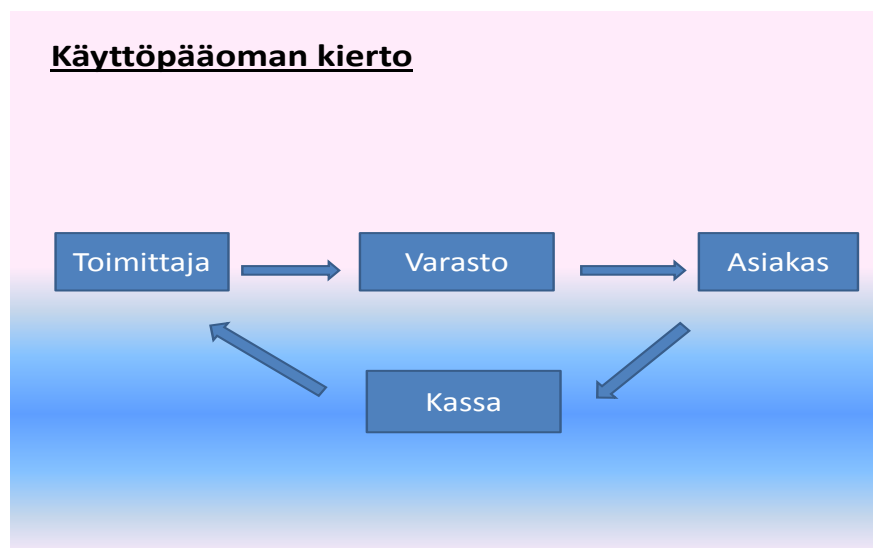 Käyttöpääoman kierto
Toimittaja
Varasto
Asiakas
Kassa